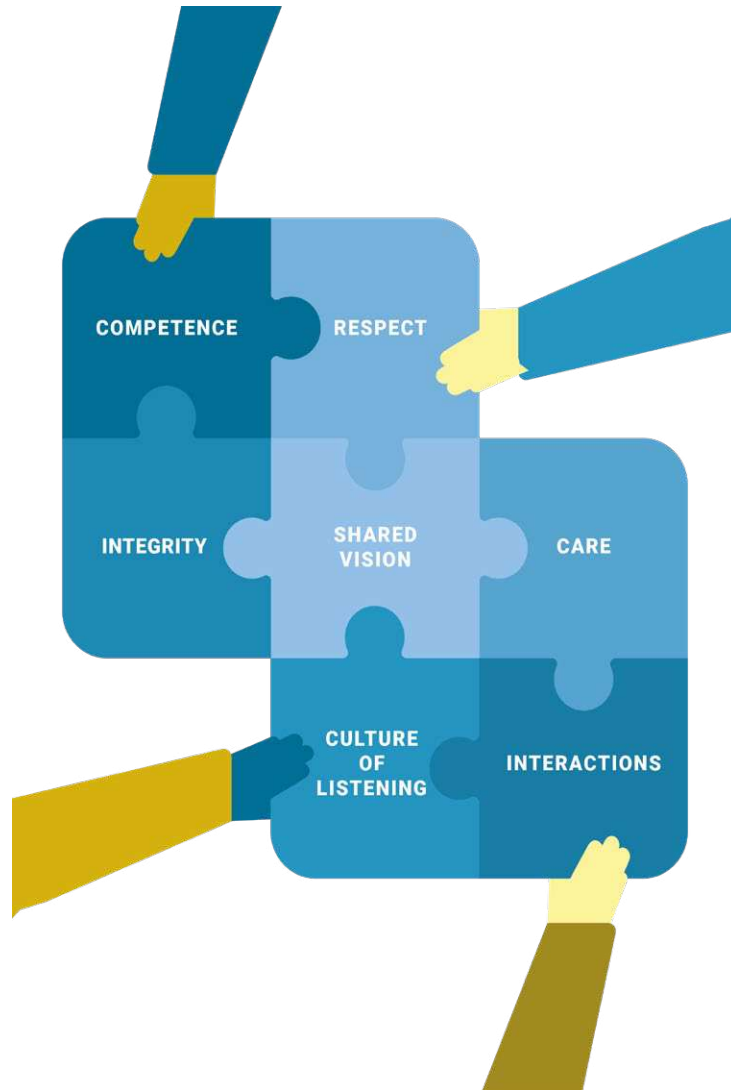 COMPETENCE
RESPECT
INTEGRITY
SHARED
VISION
CARE
CULTURE
OF
LISTENING
INTERACTIONS